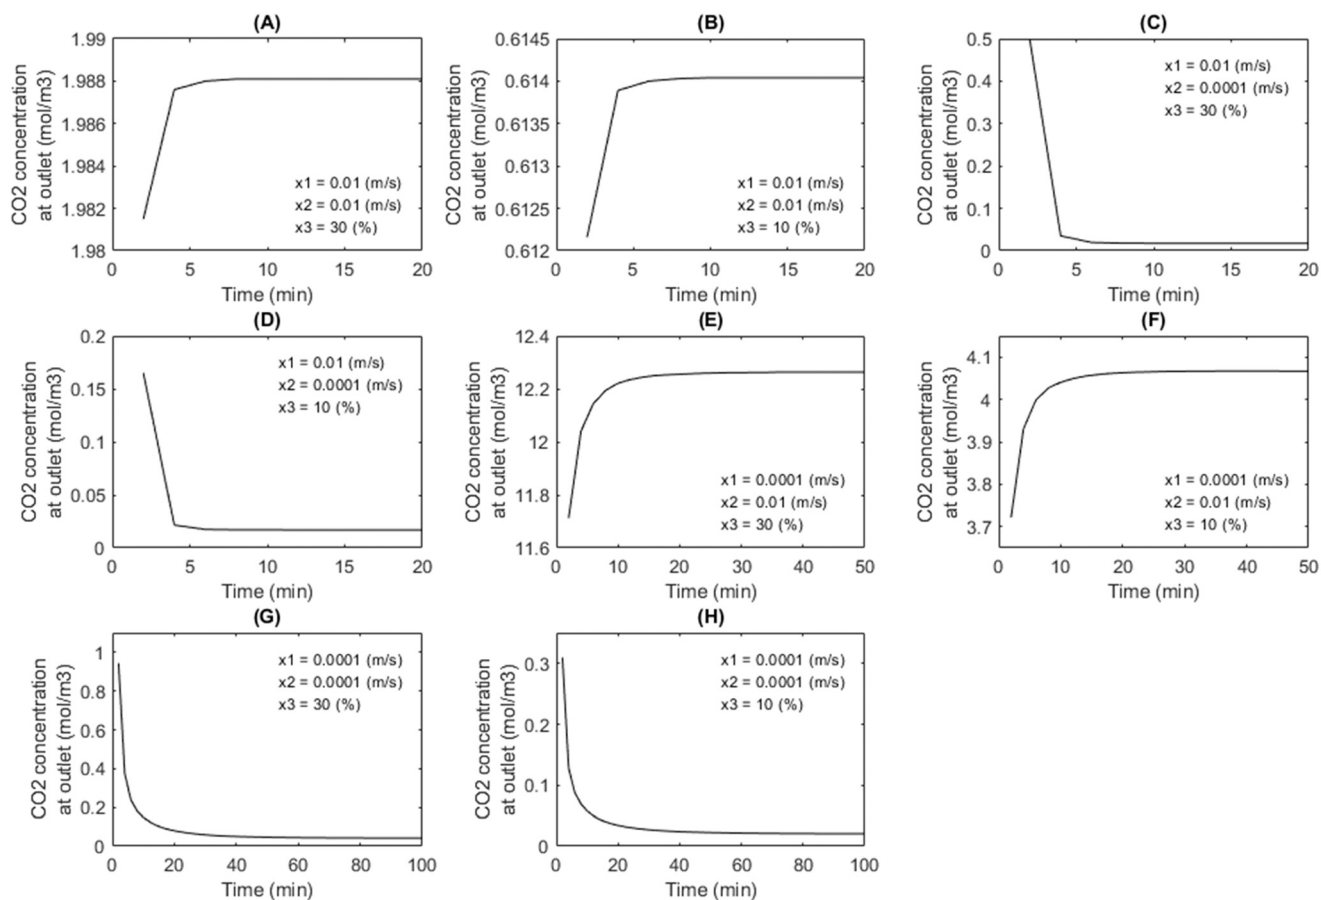 (A)
CO2 concentration
at outlet (mol/m3)
1.99
1.988
1.986
1.984
1.982
1.98
x1 = 0.01 (m/s)
x2 = 0.01 (m/s)
x3 = 30 (%)
0 5 10 15 20
Time (min)
(B)
CO2 concentration
at outlet (mol/m3)
0.6145
0.614
0.6135
0.613
0.6125
0.612
x1 = 0.01 (m/s)
x2 = 0.01 (m/s)
x3 = 10 (%)
0 5 10 15 20
Time (min)
(C)
CO2 concentration
at outlet (mol/m3)
0.5
0.4
0.3
0.2
0.1
0
x1 = 0.01 (m/s)
x2 = 0.0001 (m/s)
x3 = 30 (%)
0 5 10 15 20
Time (min)
(D)
CO2 concentration
at outlet (mol/m3)
0.2
0.15
0.1
0.05
0
x1 = 0.01 (m/s)
x2 = 0.0001 (m/s)
x3 = 10 (%)
0 5 10 15 20
Time (min)
(E)
CO2 concentration
at outlet (mol/m3)
12.4
12.2
12
11.8
11.6
x1 = 0.0001 (m/s)
x2 = 0.01 (m/s)
x3 = 30 (%)
0 10 20 30 40 50
Time (min)
(F)
CO2 concentration
at outlet (mol/m3)
4.1
4
3.9
3.8
3.7
x1 = 0.0001 (m/s)
x2 = 0.01 (m/s)
x3 = 10 (%)
0 10 20 30 40 50
Time (min)
(G)
CO2 concentration
at outlet (mol/m3)
1
0.8
0.6
0.4
0.2
0
x1 = 0.0001 (m/s)
x2 = 0.0001 (m/s)
x3 = 30 (%)
0 20 40 60 80 100
Time (min)
(H)
CO2 concentration
at outlet (mol/m3)
0.3
0.2
0.1
0
x1 = 0.0001 (m/s)
x2 = 0.0001 (m/s)
x3 = 10 (%)
0 20 40 60 80 100
Time (min)